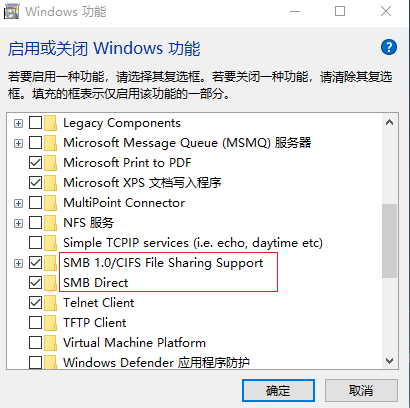 Windows 功能
启用或关闭 Windows 功能
若要启用一种功能，请选择其复选框。若要关闭一种功能，请清除其复选
框。填充的框表示仅启用该功能的一部分。
Legacy Components
Microsoft Message Queue (MSMQ) 服务器
Microsoft Print to PDF
Microsoft XPS 文档写入程序
MultiPoint Connector
NFS 服务
Simple TCPIP services (i.e. echo, daytime etc)
SMB 1.0/CIFS File Sharing Support
SMB Direct
Telnet Client
TFTP Client
Virtual Machine Platform
Windows Defender 应用程序防护
确定
取消